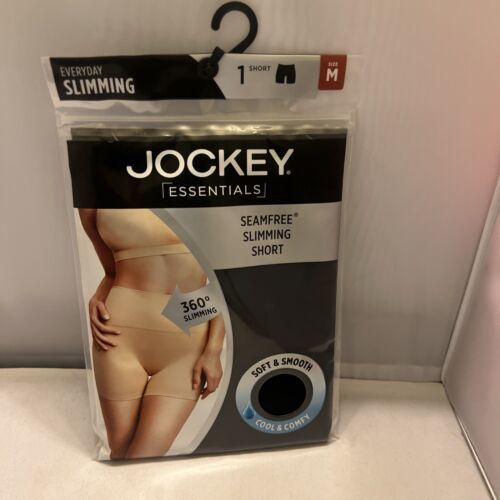 EVERYDAY
SLIMMING
1 SHORT
SIZE
M
JOCKEY®
ESSENTIALS
SEAMFREE®
SLIMMING
SHORT
360°
SLIMMING
SOFT & SMOOTH
COOL & COMFY